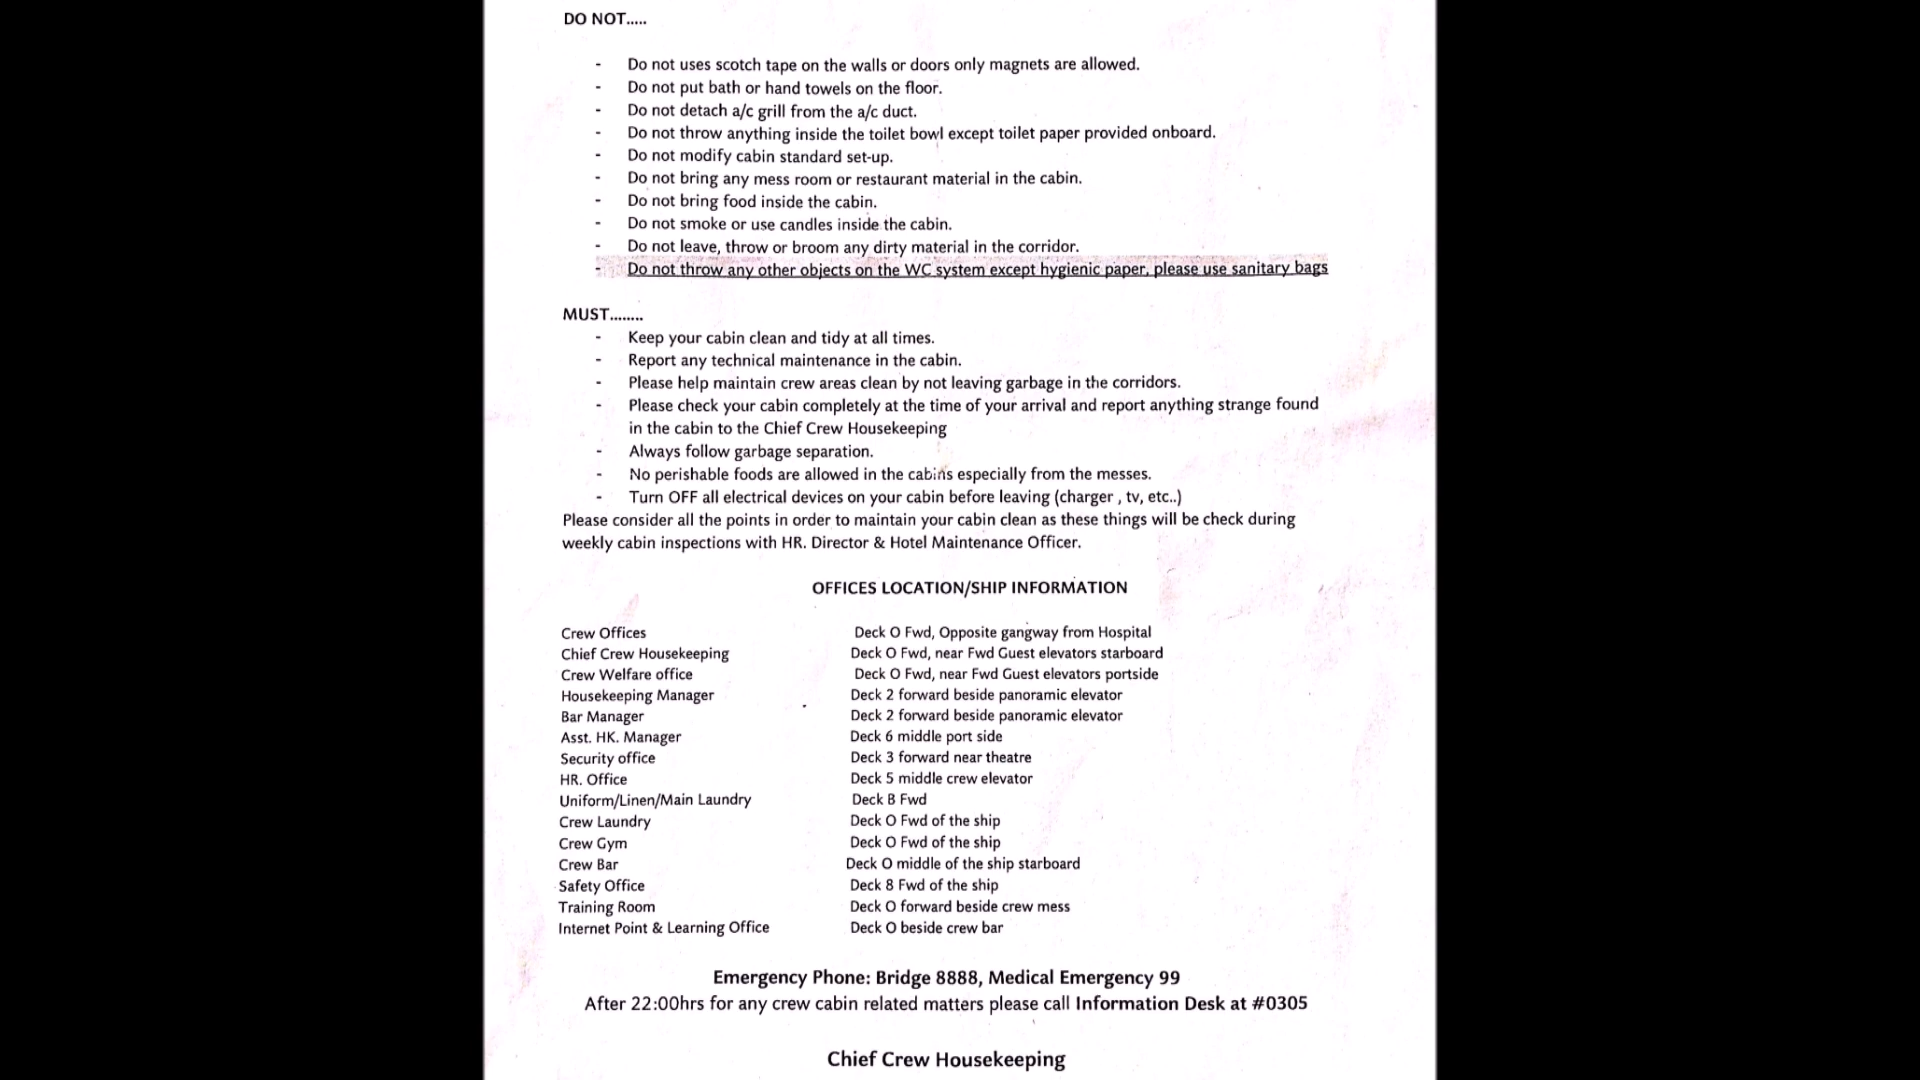 DO NOT.....
- Do not uses scotch tape on the walls or doors only magnets are allowed.
- Do not put bath or hand towels on the floor.
- Do not detach a/c grill from the a/c duct.
- Do not throw anything inside the toilet bowl except toilet paper provided onboard.
- Do not modify cabin standard set-up.
- Do not bring any mess room or restaurant material in the cabin.
- Do not bring food inside the cabin.
- Do not smoke or use candles inside the cabin.
- Do not leave, throw or broom any dirty material in the corridor.
- Do not throw any other objects on the WC system except hygienic paper, please use sanitary bags
MUST........
- Keep your cabin clean and tidy at all times.
- Report any technical maintenance in the cabin.
- Please help maintain crew areas clean by not leaving garbage in the corridors.
- Please check your cabin completely at the time of your arrival and report anything strange found
in the cabin to the Chief Crew Housekeeping
- Always follow garbage separation.
- No perishable foods are allowed in the cabins especially from the messes.
- Turn OFF all electrical devices on your cabin before leaving (charger , tv, etc..)
Please consider all the points in order to maintain your cabin clean as these things will be check during
weekly cabin inspections with HR. Director & Hotel Maintenance Officer.
OFFICES LOCATION/SHIP INFORMATION
Crew Offices Deck O Fwd, Opposite gangway from Hospital
Chief Crew Housekeeping Deck O Fwd, near Fwd Guest elevators starboard
Crew Welfare office Deck O Fwd, near Fwd Guest elevators portside
Housekeeping Manager Deck 2 forward beside panoramic elevator
Bar Manager Deck 2 forward beside panoramic elevator
Asst. HK. Manager Deck 6 middle port side
Security office Deck 3 forward near theatre
HR. Office Deck 5 middle crew elevator
Uniform/Linen/Main Laundry Deck B Fwd
Crew Laundry Deck O Fwd of the ship
Crew Gym Deck O Fwd of the ship
Crew Bar Deck O middle of the ship starboard
Safety Office Deck 8 Fwd of the ship
Training Room Deck O forward beside crew mess
Internet Point & Learning Office Deck O beside crew bar
Emergency Phone: Bridge 8888, Medical Emergency 99
After 22:00hrs for any crew cabin related matters please call Information Desk at #0305
Chief Crew Housekeeping